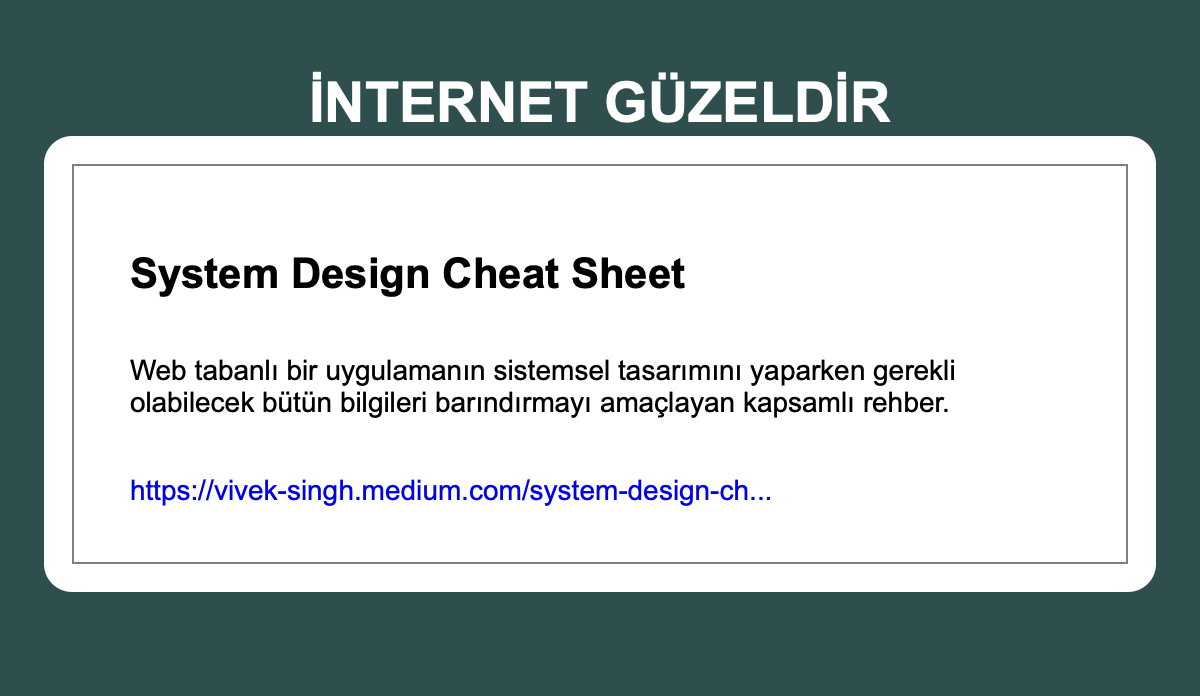 İNTERNET GÜZELDİR
System Design Cheat Sheet
Web tabanlı bir uygulamanın sistemsel tasarımını yaparken gerekli
olabilecek bütün bilgileri barındırmayı amaçlayan kapsamlı rehber.
https://vivek-singh.medium.com/system-design-ch...